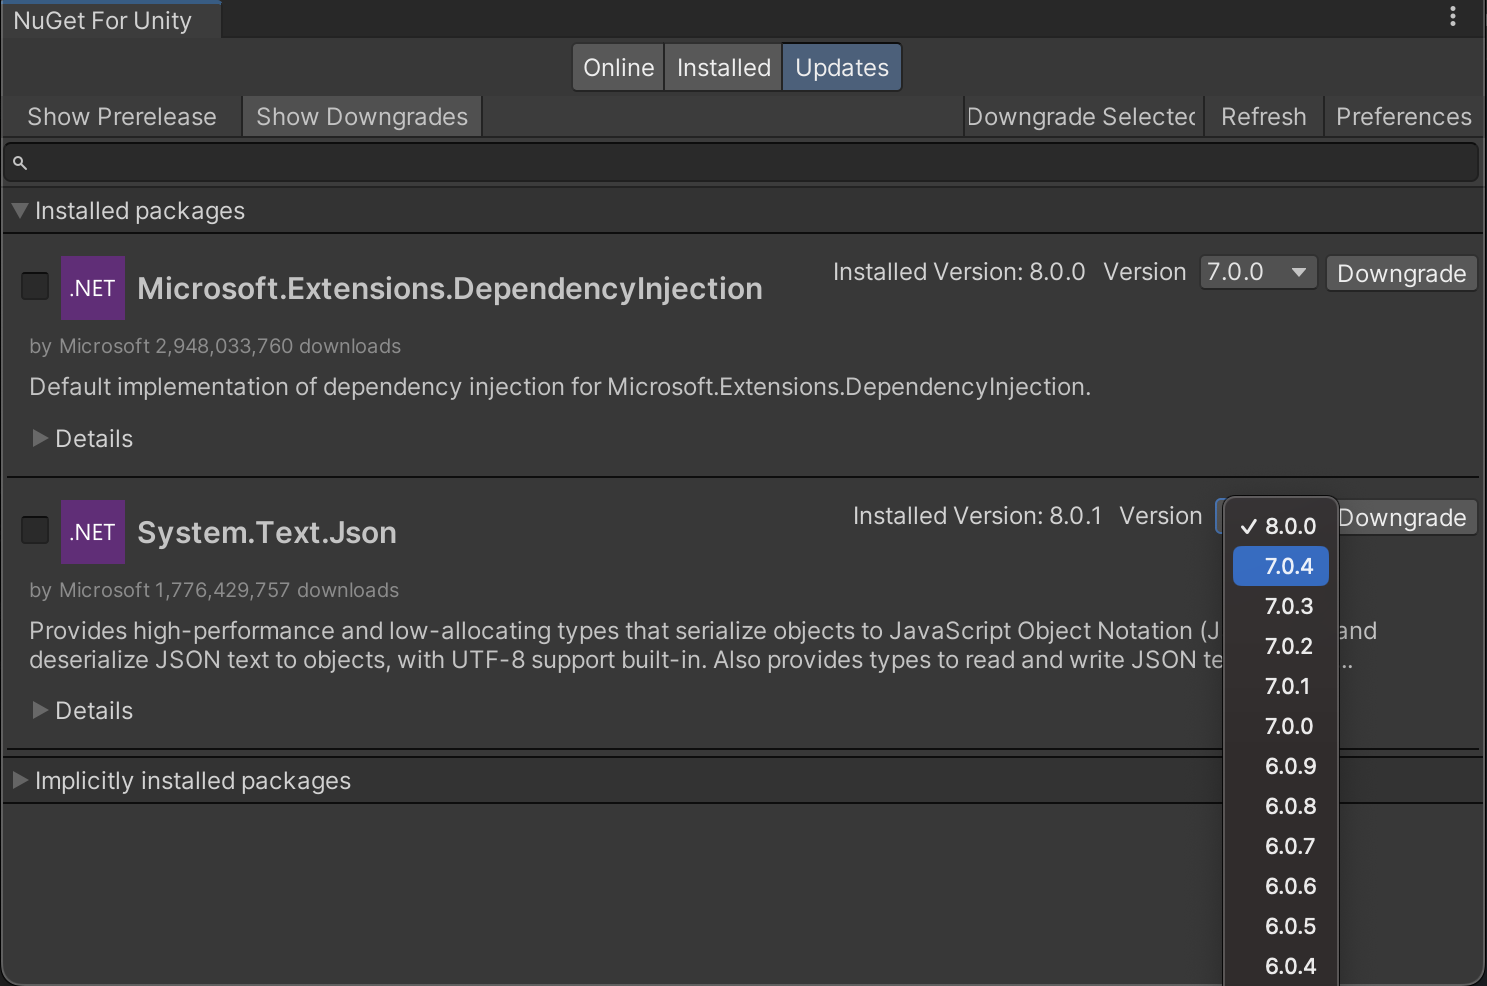 NuGet For Unity
Online Installed Updates
Show Prerelease Show Downgrades Downgrade Selected Refresh Preferences
Installed packages
.NET Microsoft.Extensions.DependencyInjection Installed Version: 8.0.0 Version 7.0.0 Downgrade
by Microsoft 2,948,033,760 downloads
Default implementation of dependency injection for Microsoft.Extensions.DependencyInjection.
Details
.NET System.Text.Json Installed Version: 8.0.1 Version Downgrade
by Microsoft 1,776,429,757 downloads
Provides high-performance and low-allocating types that serialize objects to JavaScript Object Notation (J and
deserialize JSON text to objects, with UTF-8 support built-in. Also provides types to read and write JSON te ..
Details
Implicitly installed packages
✓ 8.0.0
7.0.4
7.0.3
7.0.2
7.0.1
7.0.0
6.0.9
6.0.8
6.0.7
6.0.6
6.0.5
6.0.4